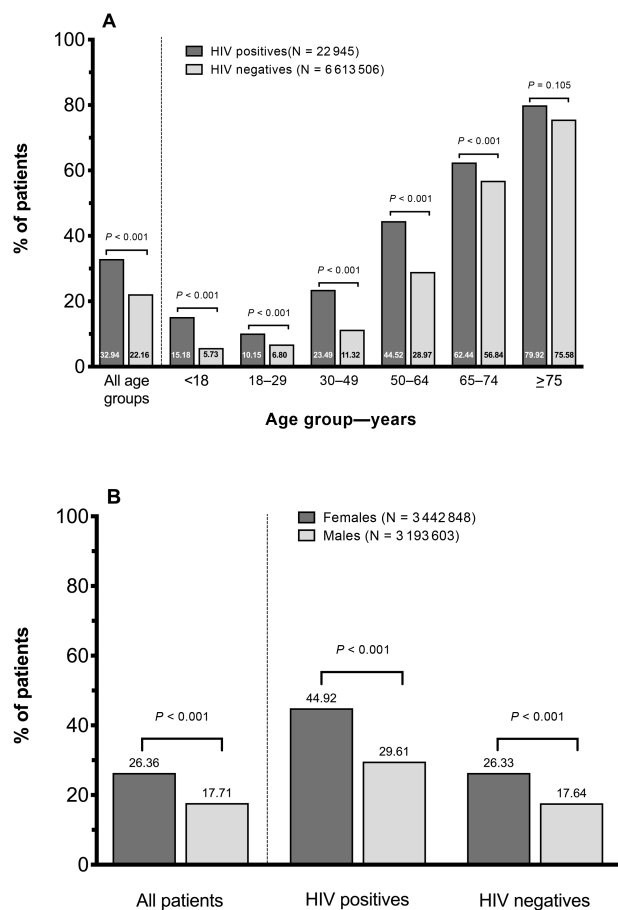 A
HIV positives(N = 22 945)
HIV negatives (N = 6 613 506)
% of patients
100
80
60
40
20
0
P < 0.001
P < 0.001
P < 0.001
P < 0.001
P < 0.001
P < 0.001
P = 0.105
32.94 22.16 15.18 5.73 10.15 6.80 23.49 11.32 44.52 28.97 62.44 56.84 79.92 75.58
All age groups <18 18–29 30–49 50–64 65–74 ≥75
Age group—years
B
Females (N = 3 442 848)
Males (N = 3 193 603)
% of patients
100
80
60
40
20
0
P < 0.001
P < 0.001
P < 0.001
26.36 17.71 44.92 29.61 26.33 17.64
All patients HIV positives HIV negatives